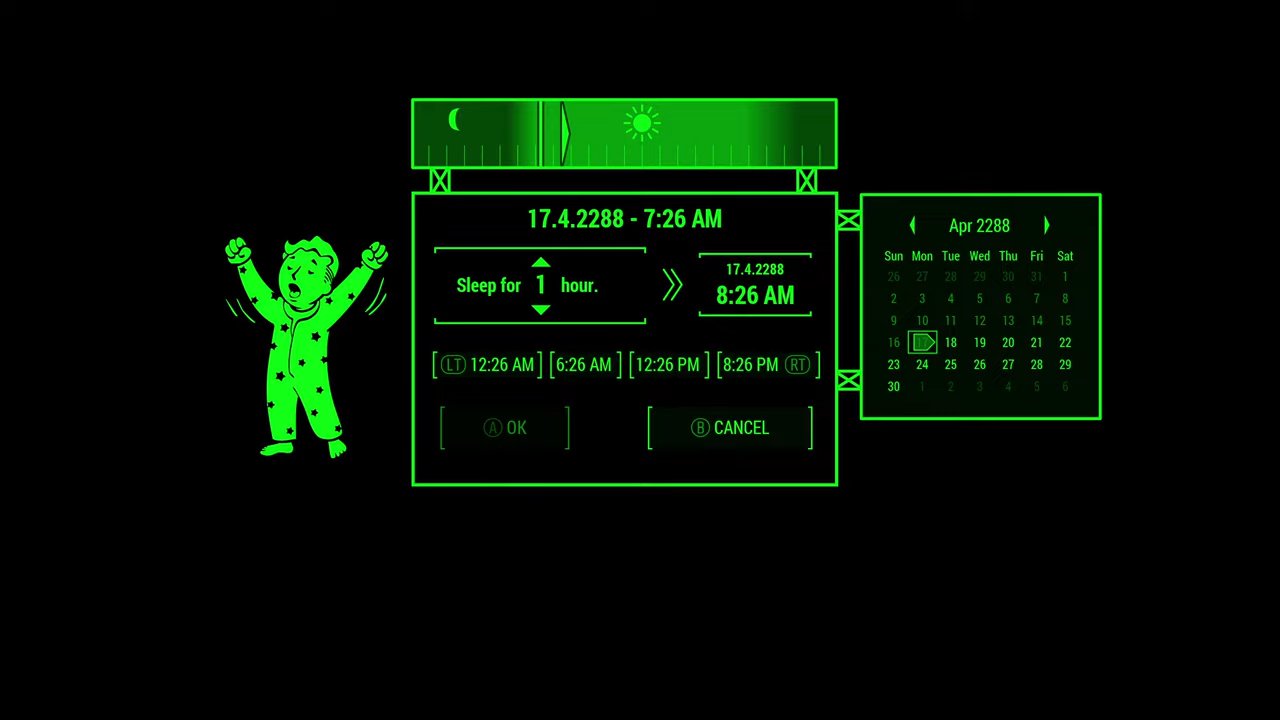 17.4.2288 - 7:26 AM
Sleep for 1 hour.
17.4.2288
8:26 AM
LT 12:26 AM 6:26 AM 12:26 PM 8:26 PM RT
A OK
B CANCEL
Apr 2288
Sun Mon Tue Wed Thu Fri Sat
26 27 28 29 30 31 1
2 3 4 5 6 7 8
9 10 11 12 13 14 15
16 17 18 19 20 21 22
23 24 25 26 27 28 29
30 1 2 3 4 5 6